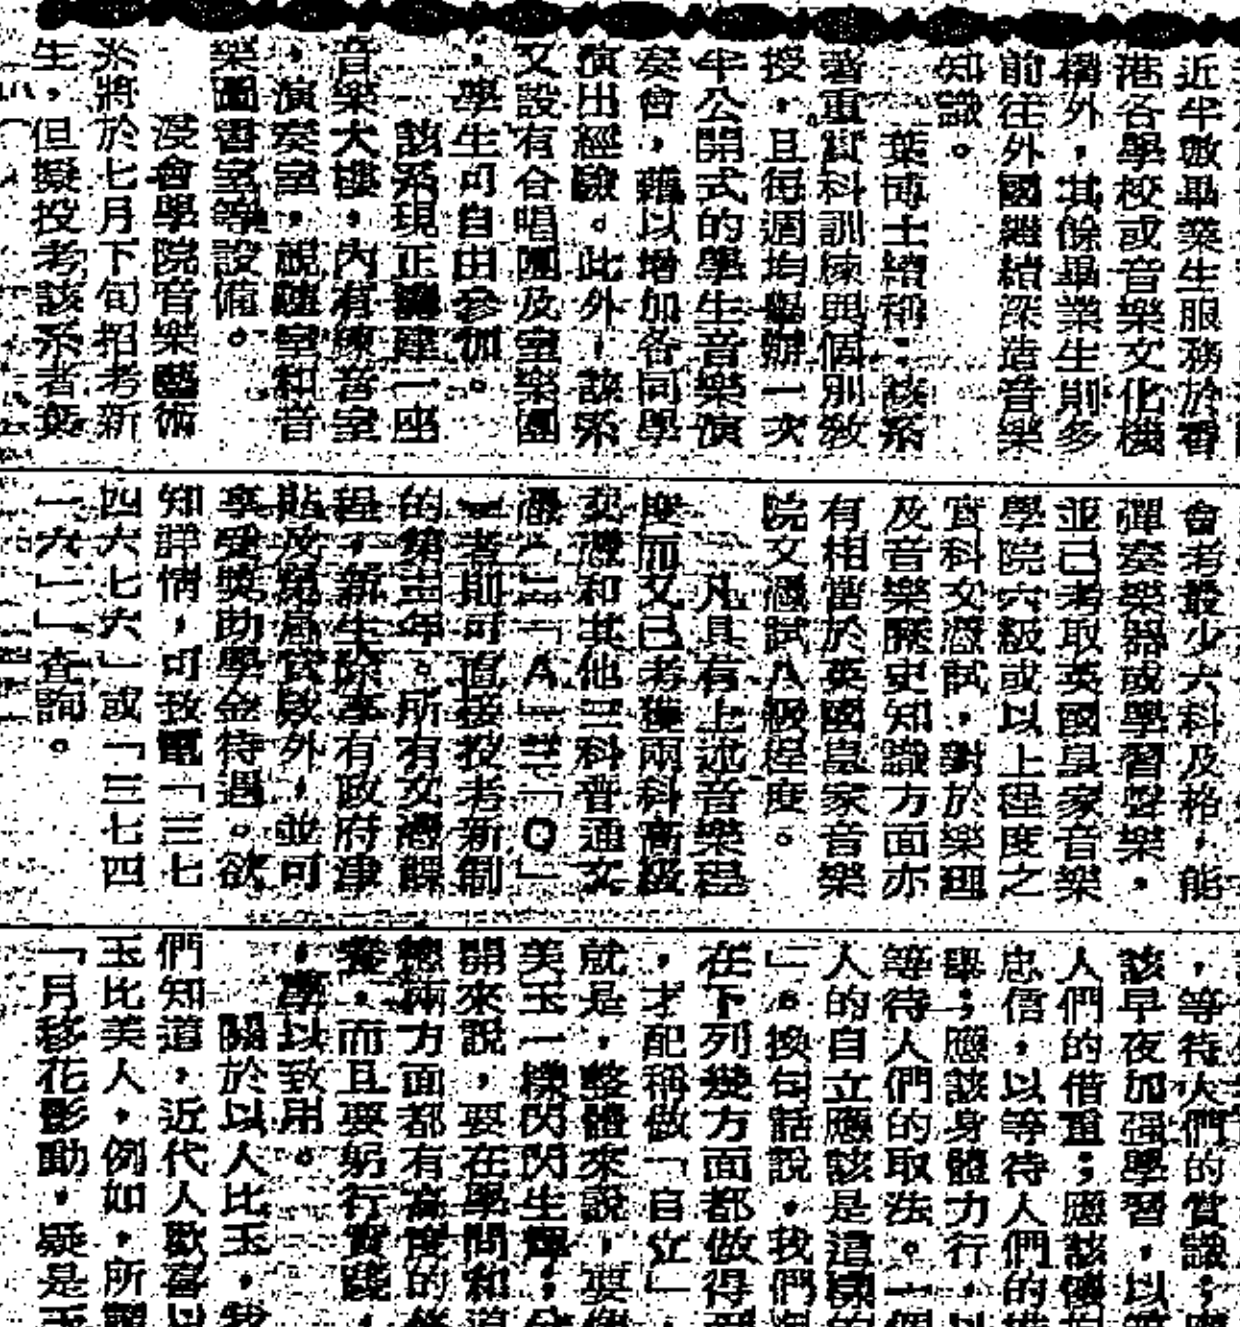 近半數畢業生服務於香
港各學校或音樂文化機
構外，其餘畢業生則多
前往外國繼續深造音樂
知識。
葉博士續稱：該系
著重實科訓練與個別教
授，且每週均舉辦一次
半公開式的學生音樂演
奏會，藉以增加各同學
演出經驗。此外，該系
又設有合唱團及室樂團
，學生可自由參加。
該系現正籌建一座
音樂大樓，內有練音室
，演奏室，視聽室和音
樂圖書室等設備。
浸會學院音樂藝術
系將於七月下旬招考新
生，但擬投考該系者須
會考最少六科及格，能
彈奏樂器或學習聲樂，
並已考取英國皇家音樂
學院六級或以上程度之
實科文憑試，對於樂理
及音樂歷史知識方面亦
有相當於英國皇家音樂
院文憑試八級程度。
凡具有上述音樂程
度而又已考獲兩科高級
文憑和其他三科普通文
憑（二「A」三「O」
）者則可直接投考新制
的第二年。所有文憑課
程，新生除享有政府津
貼及免息貸款外，並可
享受獎助學金待遇。欲
知詳情，可致電「三七
四六七六」或「三七四
一六一」查詢。
，等待人們的賞識；應
該早夜加強學習，以等
人們的借重；應該懷抱
忠信，以等待人們的推
舉；應該身體力行，以
等待人們的取法。一個
人的自立應該是這樣的
」。換句話說，我們
在下列幾方面都做得到
，才配稱做「自立」
就是，整體來說，要像
美玉一樣閃閃生輝；分
開來說，要在學問和道
德兩方面都有高度的修
養，而且要躬行實踐，
，學以致用。
關於以人比玉，我
們知道，近代人歡喜以
玉比美人，例如，所謂
「月移花影動，疑是玉